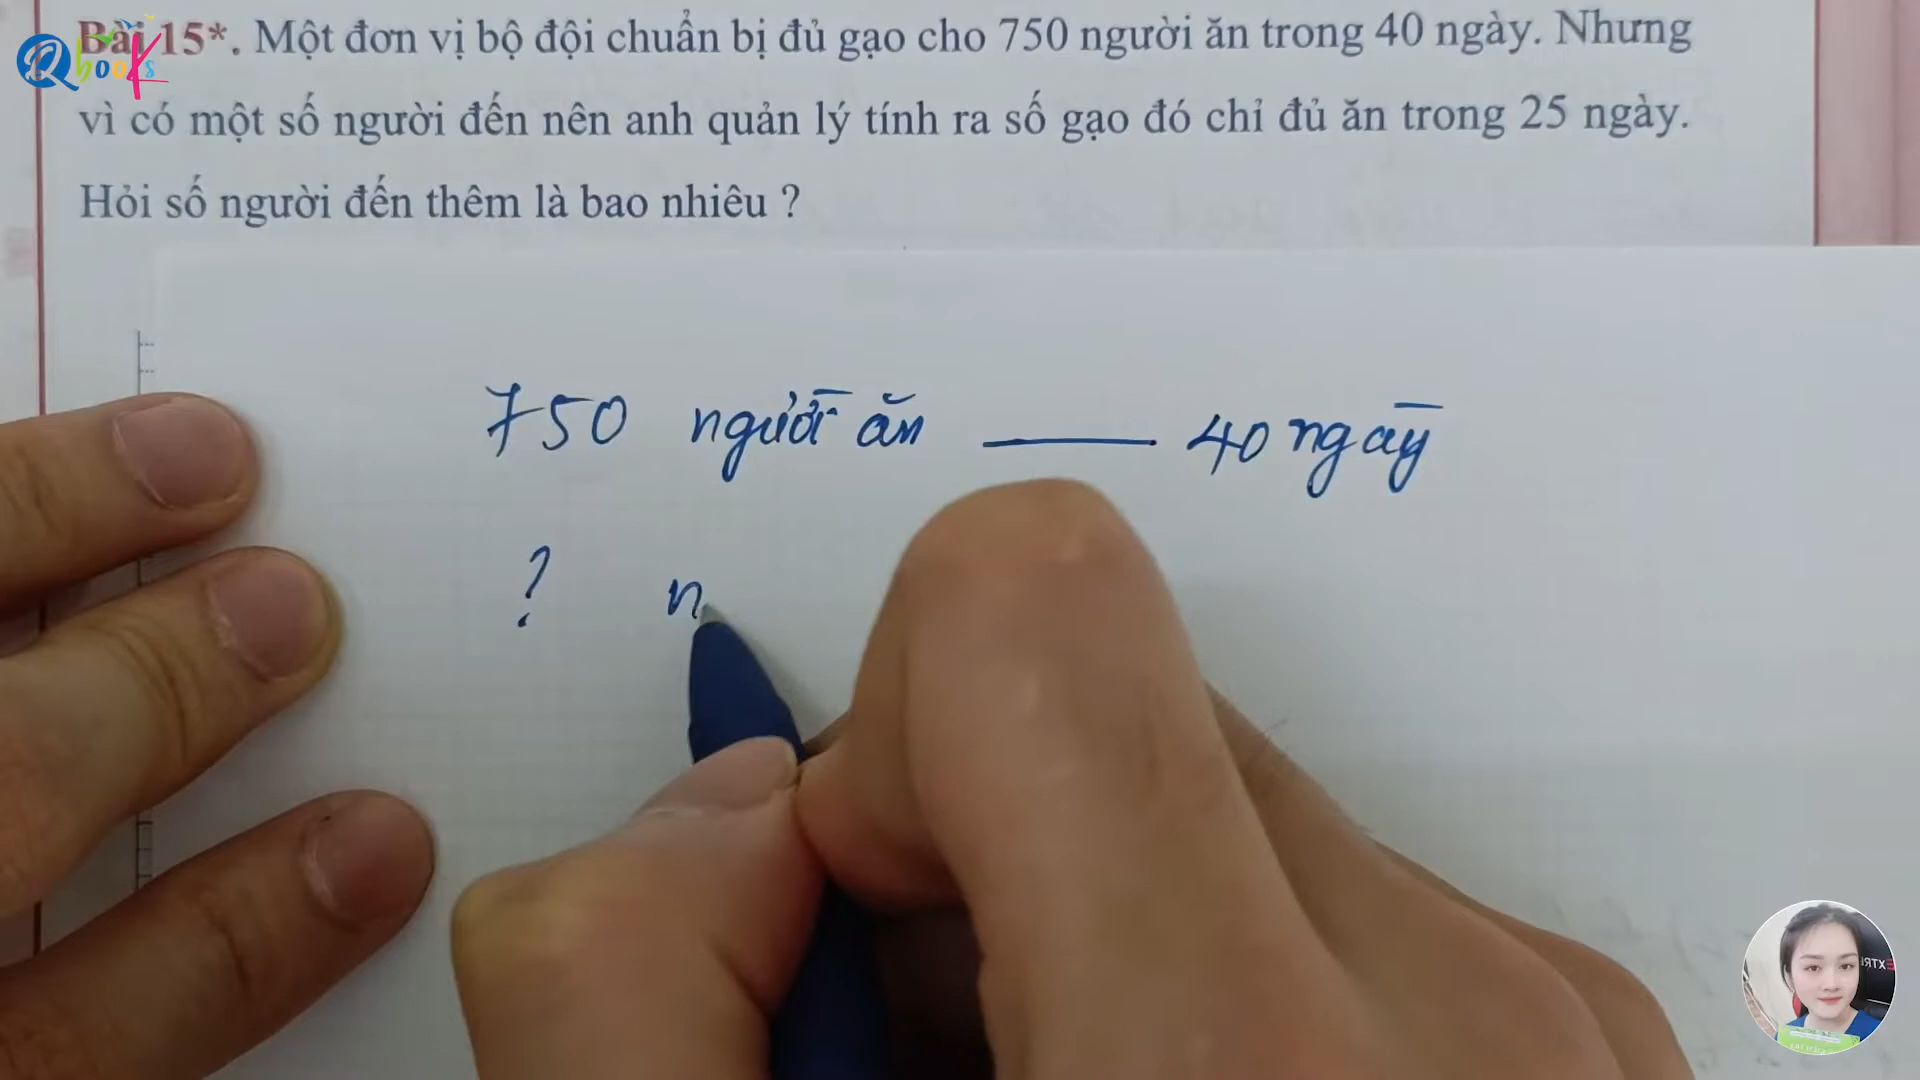 Qbooks
Bài 15*. Một đơn vị bộ đội chuẩn bị đủ gạo cho 750 người ăn trong 40 ngày. Nhưng
vì có một số người đến nên anh quản lý tính ra số gạo đó chỉ đủ ăn trong 25 ngày.
Hỏi số người đến thêm là bao nhiêu ?
750 người ăn — 40 ngày
? n